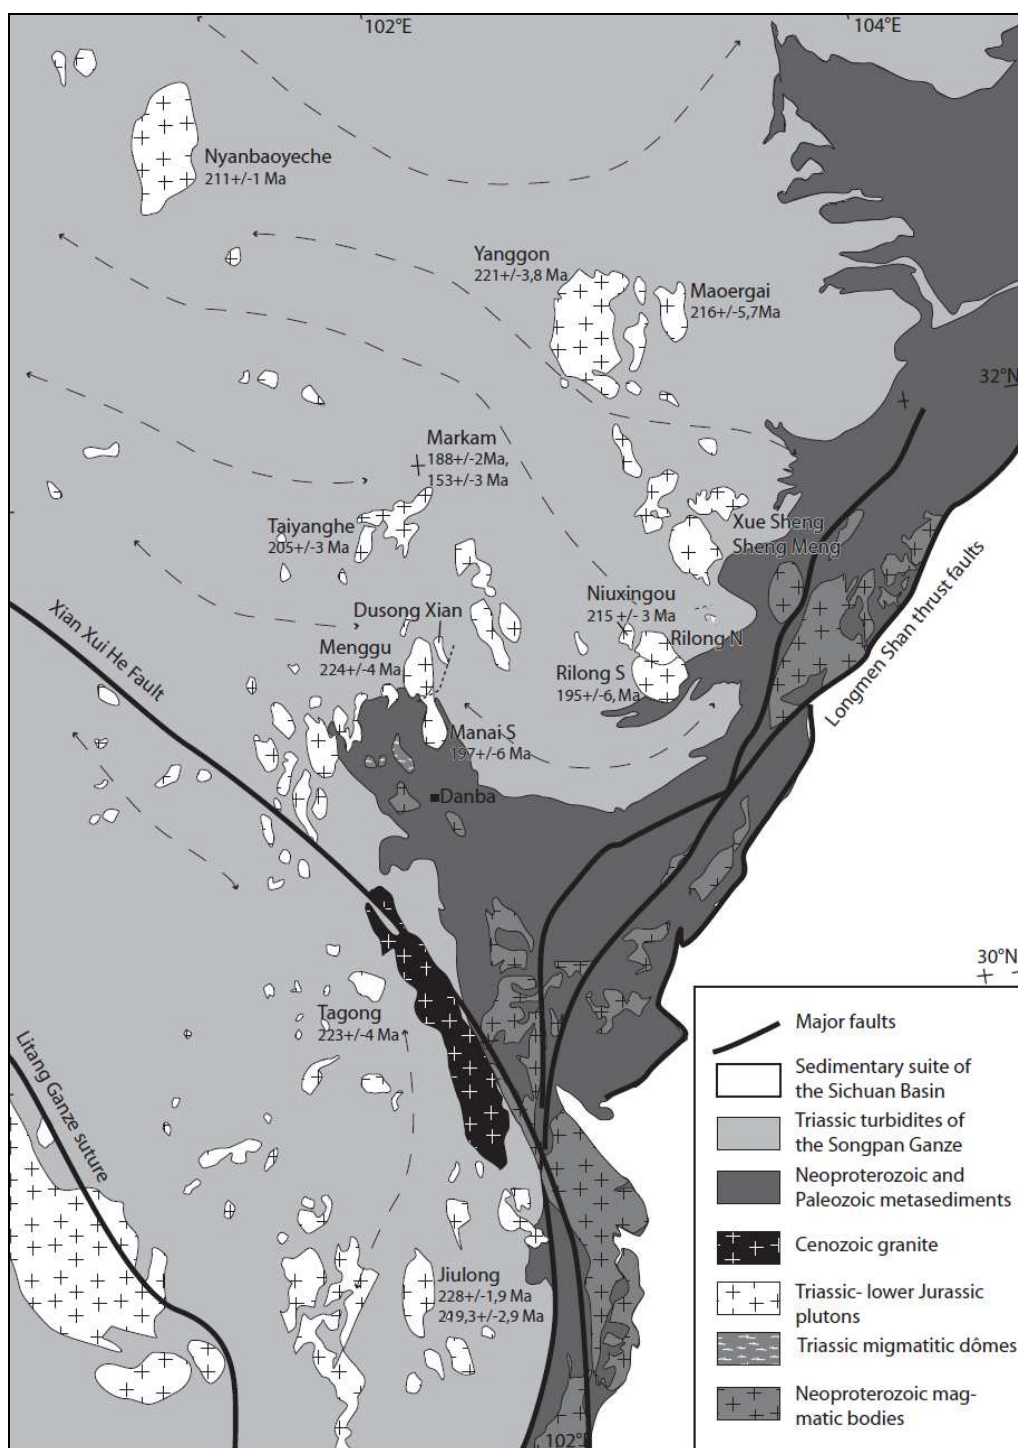 102°E
104°E
Nyanbaoyeche
211+/-1 Ma
Yanggon
221+/-3,8 Ma
Maoergai
216+/-5,7Ma
32°N
Markam
188+/-2Ma,
153+/-3 Ma
Taiyanghe
205+/-3 Ma
Xue Sheng
Sheng Meng
Xian Xui He Fault
Dusong Xian
Menggu
224+/-4 Ma
Niuxingou
215 +/- 3 Ma
Rilong N
Rilong S
195+/-6, Ma
Longmen Shan thrust faults
Manai S
197+/-6 Ma
Danba
30°N
Tagong
223+/-4 Ma
Litang Ganze suture
Jiulong
228+/-1,9 Ma
219,3+/-2,9 Ma
102°E
Major faults
Sedimentary suite of
the Sichuan Basin
Triassic turbidites of
the Songpan Ganze
Neoproterozoic and
Paleozoic metasediments
Cenozoic granite
Triassic- lower Jurassic
plutons
Triassic migmatitic dômes
Neoproterozoic mag-
matic bodies